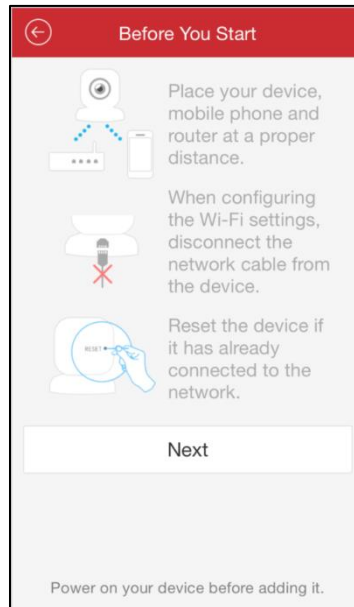 Before You Start
Place your device,
mobile phone and
router at a proper
distance.
When configuring
the Wi-Fi settings,
disconnect the
network cable from
the device.
RESET
Reset the device if
it has already
connected to the
network.
Next
Power on your device before adding it.